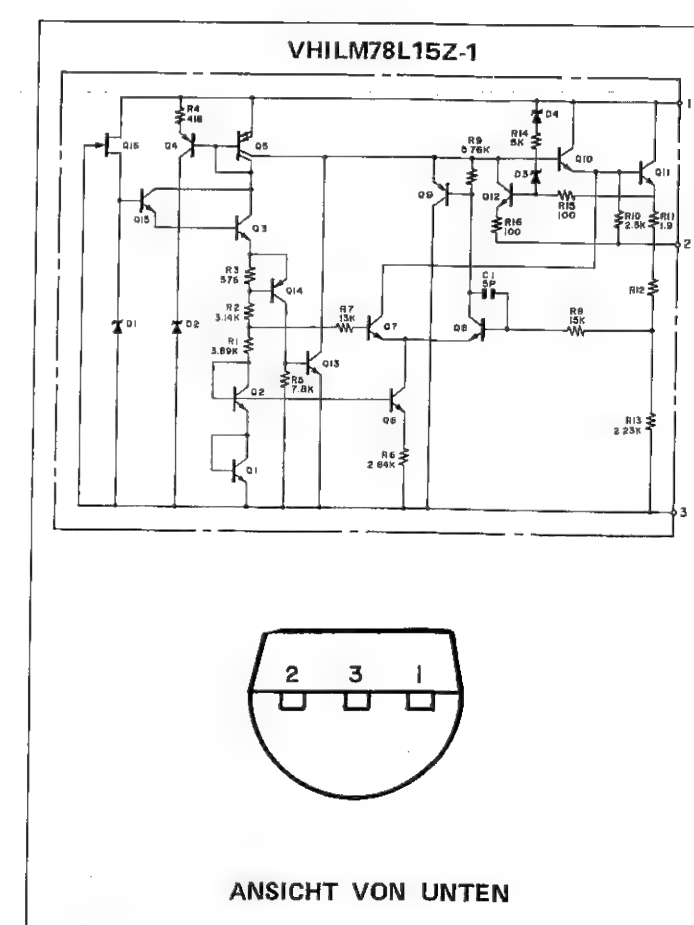 VHILM78L15Z-1
R4
416
Q4
Q5
D4
R14
5K
R9
5.76K
Q10
1
Q16
D3
Q11
Q9
Q12
Q15
R15
100
R16
100
R10
2.5K
R11
1.9
Q3
2
R3
576
Q14
C1
5P
R12
R2
3.14K
R7
13K
Q7
Q8
R8
15K
D1
D2
R1
3.89K
Q13
R5
7.8K
Q2
Q6
R13
2.23K
R6
2.84K
Q1
3
2 3 1
ANSICHT VON UNTEN